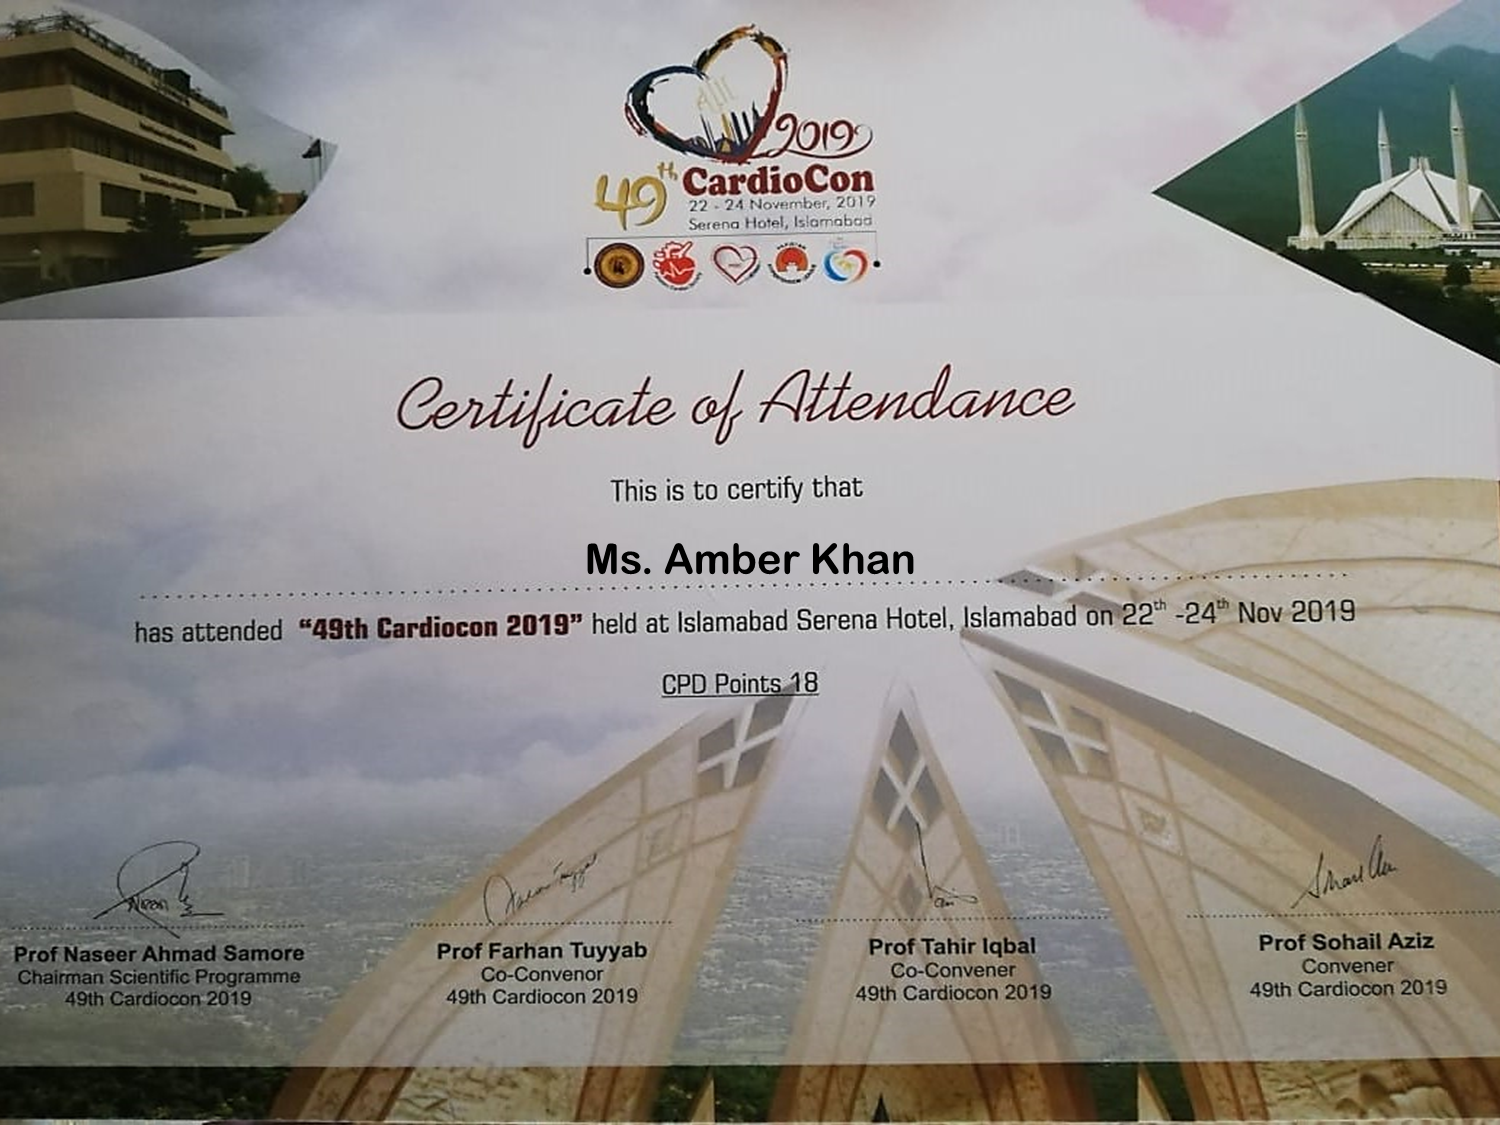 2019
49th CardioCon
22 - 24 November, 2019
Serena Hotel, Islamabad
Certificate of Attendance
This is to certify that
Ms. Amber Khan
has attended “49th Cardiocon 2019” held at Islamabad Serena Hotel, Islamabad on 22th -24th Nov 2019
CPD Points 18
Prof Naseer Ahmad Samore
Chairman Scientific Programme
49th Cardiocon 2019
Prof Farhan Tuyyab
Co-Convenor
49th Cardiocon 2019
Prof Tahir Iqbal
Co-Convener
49th Cardiocon 2019
Prof Sohail Aziz
Convener
49th Cardiocon 2019